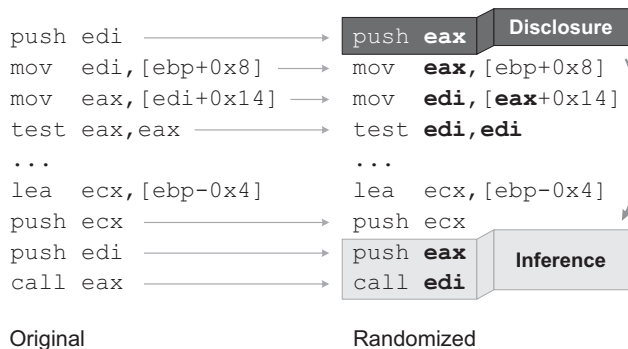 push edi
mov edi,[ebp+0x8]
mov eax,[edi+0x14]
test eax,eax
...
lea ecx,[ebp-0x4]
push ecx
push edi
call eax
Original
push eax
Disclosure
mov eax,[ebp+0x8]
mov edi,[eax+0x14]
test edi,edi
...
lea ecx,[ebp-0x4]
push ecx
push eax
call edi
Inference
Randomized